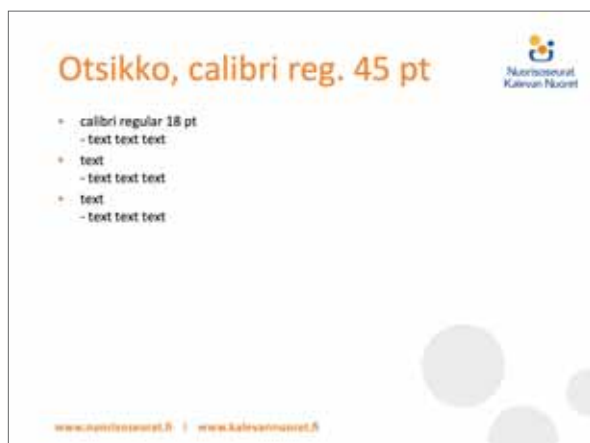 Otsikko, calibri reg. 45 pt
Nuorisoseurat
Kalevan Nuoret
• calibri regular 18 pt
- text text text
• text
- text text text
• text
- text text text
www.nuorisoseurat.fi | www.kalevannuoret.fi